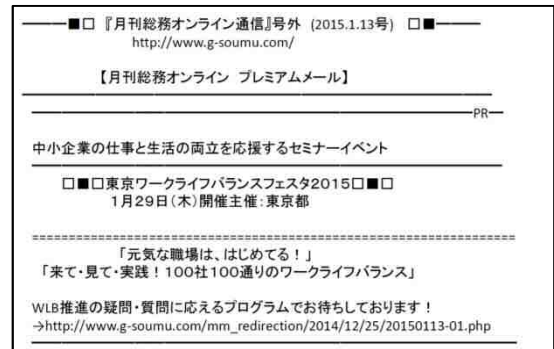 ━━━■□ 『月刊総務オンライン通信』号外 (2015.1.13号) □■━━━
http://www.g-soumu.com/
【月刊総務オンライン プレミアムメール】
━━━━━━━━━━━━━━━━━━━━━━━━━━━━━━
━━━━━━━━━━━━━━━━━━━━━━━━━━━━PR━
中小企業の仕事と生活の両立を応援するセミナーイベント
━━━━━━━━━━━━━━━━━━━━━━━━━━━━━━
□■□東京ワークライフバランスフェスタ2015□■□
1月29日(木)開催主催:東京都
================================================================
「元気な職場は、はじめてる!」
「来て・見て・実践!100社100通りのワークライフバランス」
WLB推進の疑問・質問に応えるプログラムでお待ちしております!
→http://www.g-soumu.com/mm_redirection/2014/12/25/20150113-01.php
━━━━━━━━━━━━━━━━━━━━━━━━━━━━━━